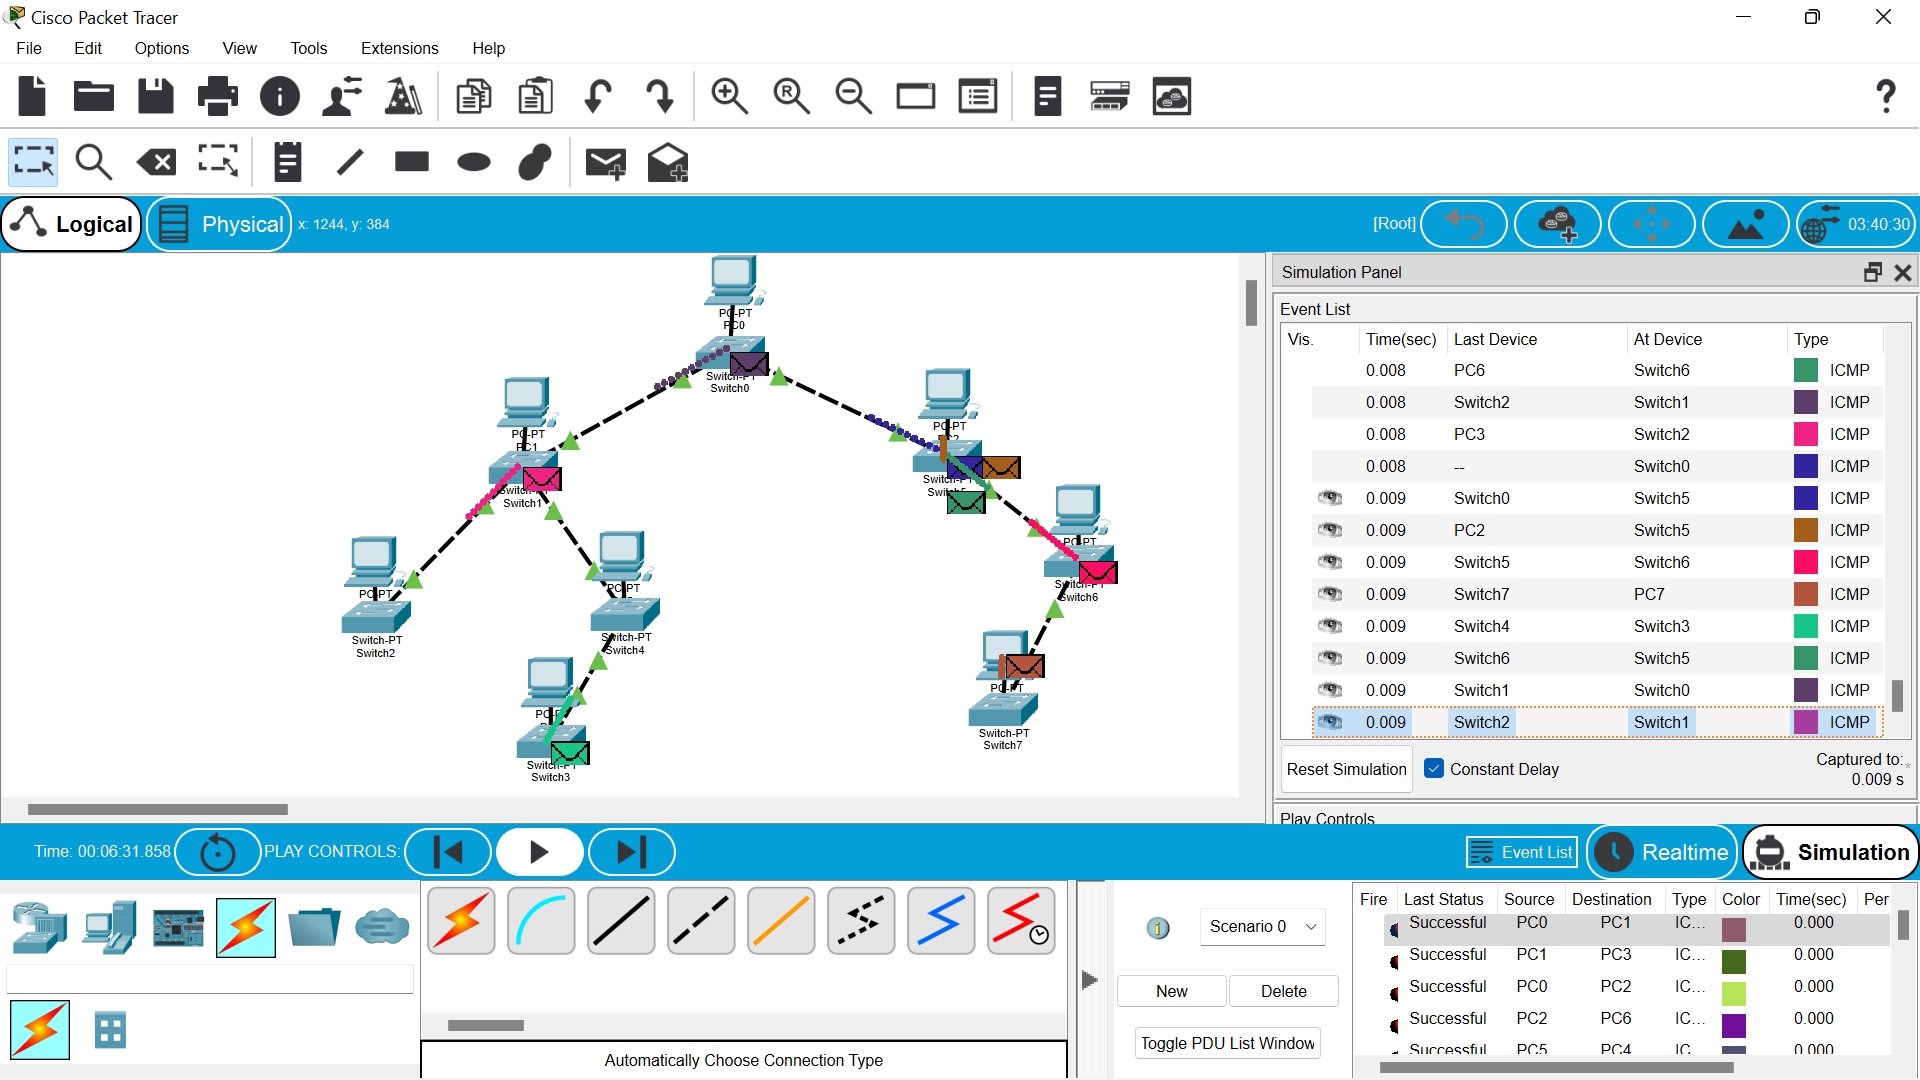 Cisco Packet Tracer
File Edit Options View Tools Extensions Help
Logical Physical x: 1244, y: 384 [Root] 03:40:30
PC-PT
PC0
Switch-PT
Switch0
PC-PT
PC1
Switch1
PC-PT
Switch-PT
Switch2
PC-PT
Switch-PT
Switch4
Switch-PT
Switch3
PC-PT
PC-PT
Switch-PT
Switch6
PC-PT
Switch-PT
Switch7
Simulation Panel
Event List
Vis. Time(sec) Last Device At Device Type
0.008 PC6 Switch6 ICMP
0.008 Switch2 Switch1 ICMP
0.008 PC3 Switch2 ICMP
0.008 -- Switch0 ICMP
0.009 Switch0 Switch5 ICMP
0.009 PC2 Switch5 ICMP
0.009 Switch5 Switch6 ICMP
0.009 Switch7 PC7 ICMP
0.009 Switch4 Switch3 ICMP
0.009 Switch6 Switch5 ICMP
0.009 Switch1 Switch0 ICMP
0.009 Switch2 Switch1 ICMP
Reset Simulation Constant Delay Captured to: *
0.009 s
Play Controls
Time: 00:06:31.858 PLAY CONTROLS: Event List Realtime Simulation
Automatically Choose Connection Type
Scenario 0
New Delete
Toggle PDU List Window
Fire Last Status Source Destination Type Color Time(sec) Per
Successful PC0 PC1 IC... 0.000
Successful PC1 PC3 IC... 0.000
Successful PC0 PC2 IC... 0.000
Successful PC2 PC6 IC... 0.000
Successful PC5 PC4 IC... 0.000